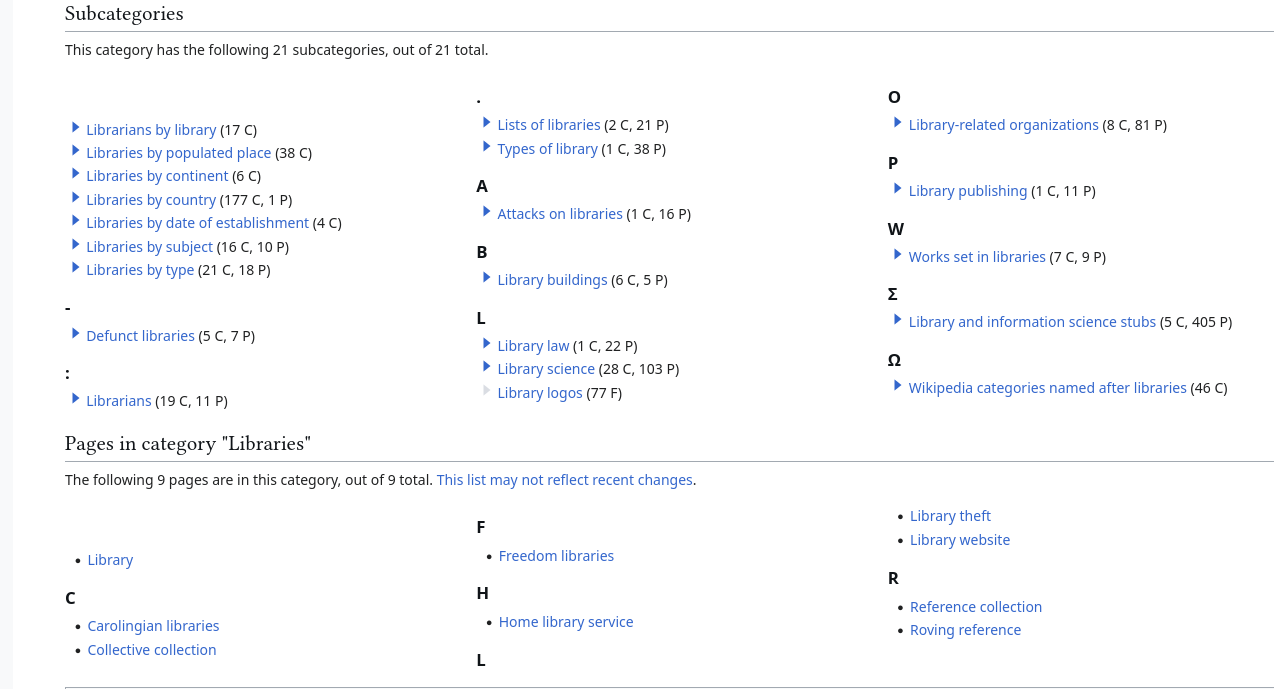 Subcategories
This category has the following 21 subcategories, out of 21 total.
Librarians by library (17 C)
Libraries by populated place (38 C)
Libraries by continent (6 C)
Libraries by country (177 C, 1 P)
Libraries by date of establishment (4 C)
Libraries by subject (16 C, 10 P)
Libraries by type (21 C, 18 P)
-
Defunct libraries (5 C, 7 P)
:
Librarians (19 C, 11 P)
.
Lists of libraries (2 C, 21 P)
Types of library (1 C, 38 P)
A
Attacks on libraries (1 C, 16 P)
B
Library buildings (6 C, 5 P)
L
Library law (1 C, 22 P)
Library science (28 C, 103 P)
Library logos (77 F)
O
Library-related organizations (8 C, 81 P)
P
Library publishing (1 C, 11 P)
W
Works set in libraries (7 C, 9 P)
Σ
Library and information science stubs (5 C, 405 P)
Ω
Wikipedia categories named after libraries (46 C)
Pages in category "Libraries"
The following 9 pages are in this category, out of 9 total. This list may not reflect recent changes.
Library
C
Carolingian libraries
Collective collection
F
Freedom libraries
H
Home library service
L
Library theft
Library website
R
Reference collection
Roving reference